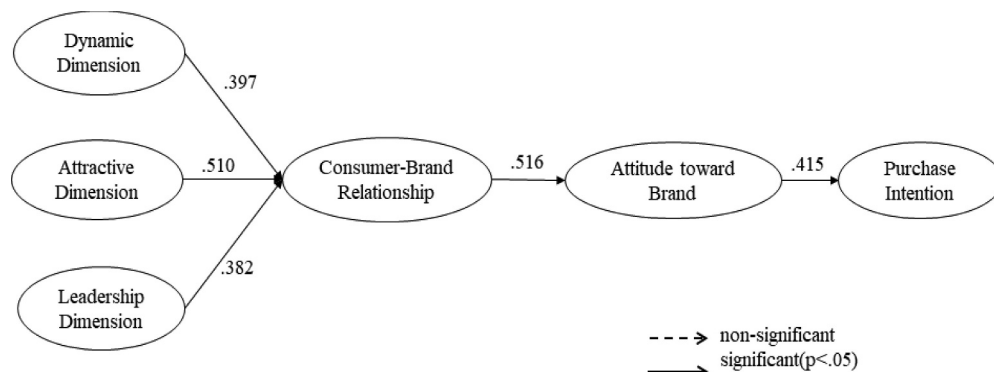 Dynamic
Dimension
.397
Attractive
Dimension
.510
Consumer-Brand
Relationship
.516
Attitude toward
Brand
.415
Purchase
Intention
.382
Leadership
Dimension
non-significant
significant(p<.05)